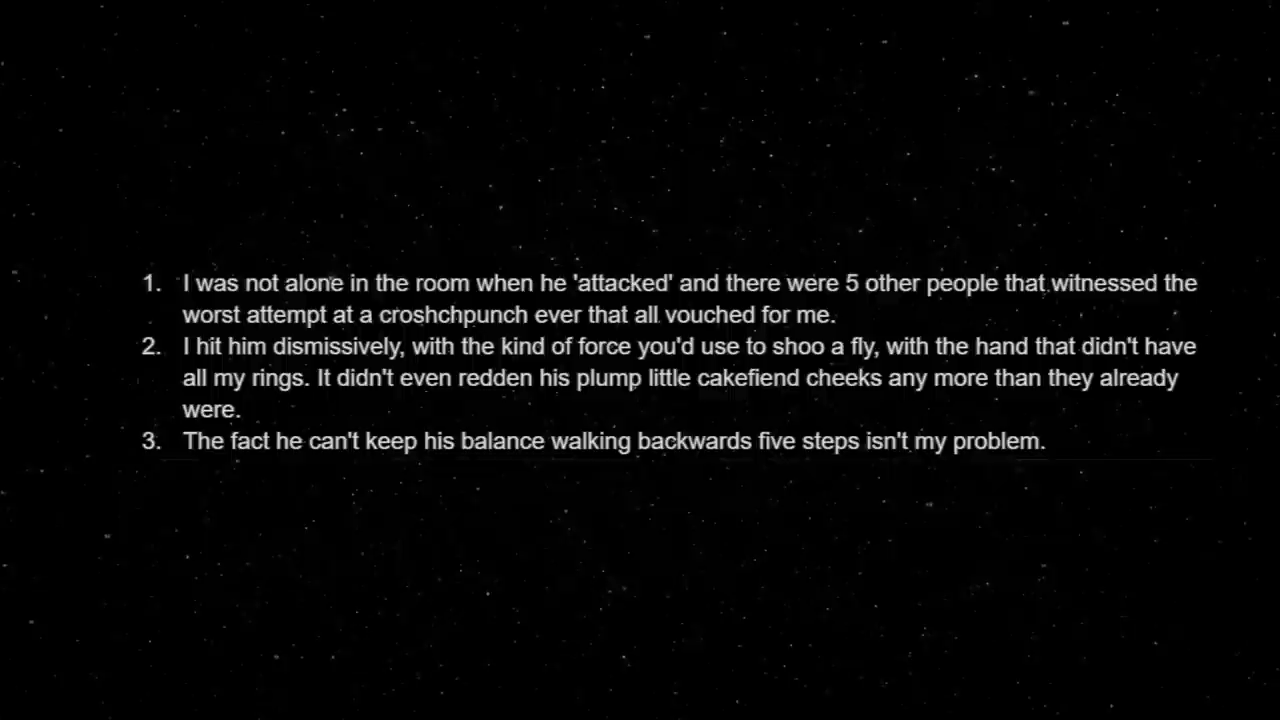 1. I was not alone in the room when he 'attacked' and there were 5 other people that witnessed the
worst attempt at a croshchpunch ever that all vouched for me.
2. I hit him dismissively, with the kind of force you'd use to shoo a fly, with the hand that didn't have
all my rings. It didn't even redden his plump little cakefiend cheeks any more than they already
were.
3. The fact he can't keep his balance walking backwards five steps isn't my problem.